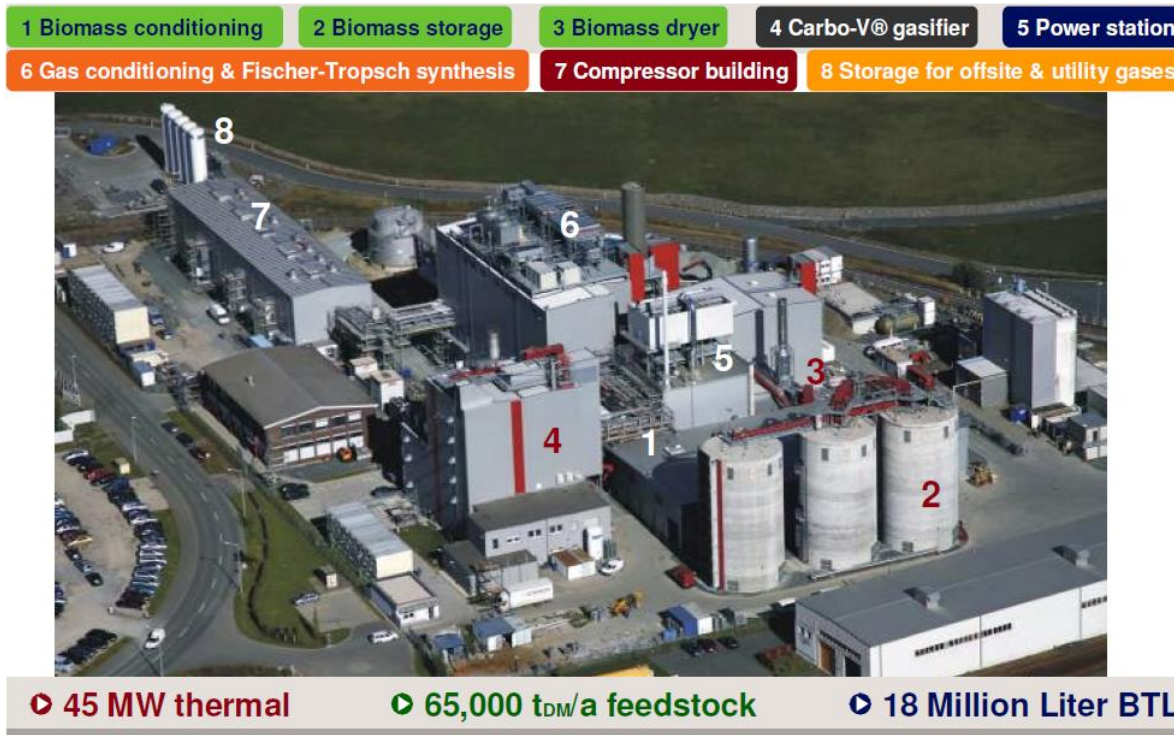 1 Biomass conditioning 2 Biomass storage 3 Biomass dryer 4 Carbo-V® gasifier 5 Power station
6 Gas conditioning & Fischer-Tropsch synthesis 7 Compressor building 8 Storage for offsite & utility gases
8
7
6
5
3
4
1
2
45 MW thermal 65,000 tDM/a feedstock 18 Million Liter BTL